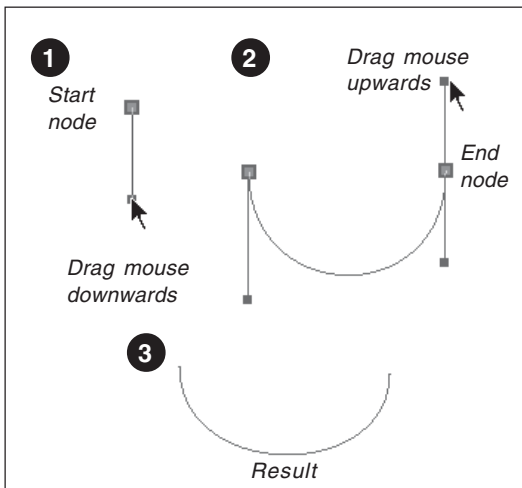 1
Start
node
Drag mouse
downwards
2
Drag mouse
upwards
End
node
3
Result